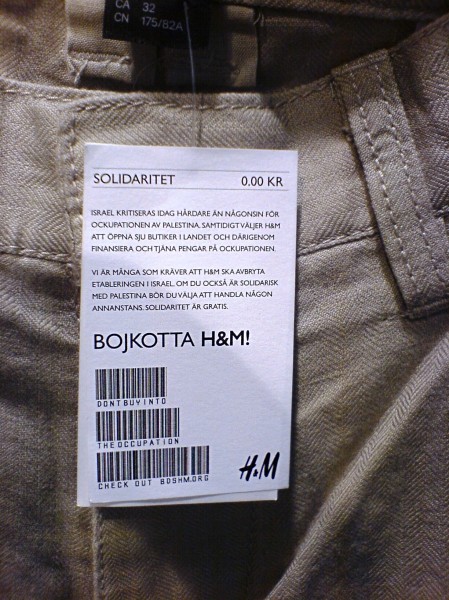 CA 32
CN 175/82A
SOLIDARITET 0.00 KR
ISRAEL KRITISERAS IDAG HÅRDARE ÄN NÅGONSIN FÖR
OCKUPATIONEN AV PALESTINA. SAMTIDIGT VÄLJER H&M
ATT ÖPPNA SJU BUTIKER I LANDET OCH DÄRIGENOM
FINANSIERA OCH TJÄNA PENGAR PÅ OCKUPATIONEN.
VI ÄR MÅNGA SOM KRÄVER ATT H&M SKA AVBRYTA
ETABLERINGEN I ISRAEL. OM DU OCKSÅ ÄR SOLIDARISK
MED PALESTINA BÖR DU VÄLJA ATT HANDLA NÅGON
ANNANSTANS. SOLIDARITET ÄR GRATIS.
BOJKOTTA H&M!
DONTBUYINTO
THEOCCUPATION
CHECK OUT BDSHM.ORG
H&M